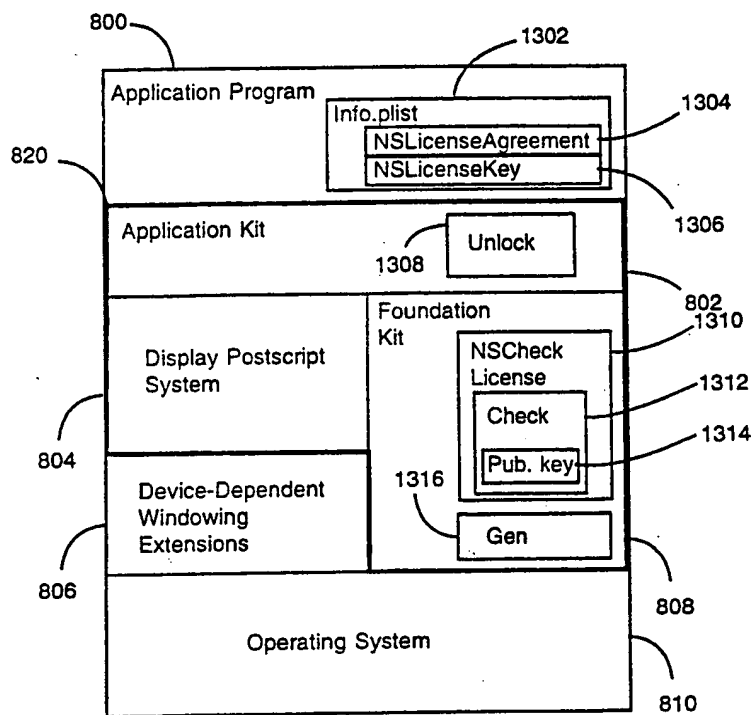 800
1302
Application Program
Info.plist
1304
NSLicenseAgreement
820
NSLicenseKey
1306
Application Kit
Unlock
1308
802
Foundation
Kit
1310
NSCheck
License
Display Postscript
System
1312
Check
1314
804
Pub. key
1316
Device-Dependent
Windowing
Extensions
Gen
806
808
Operating System
810